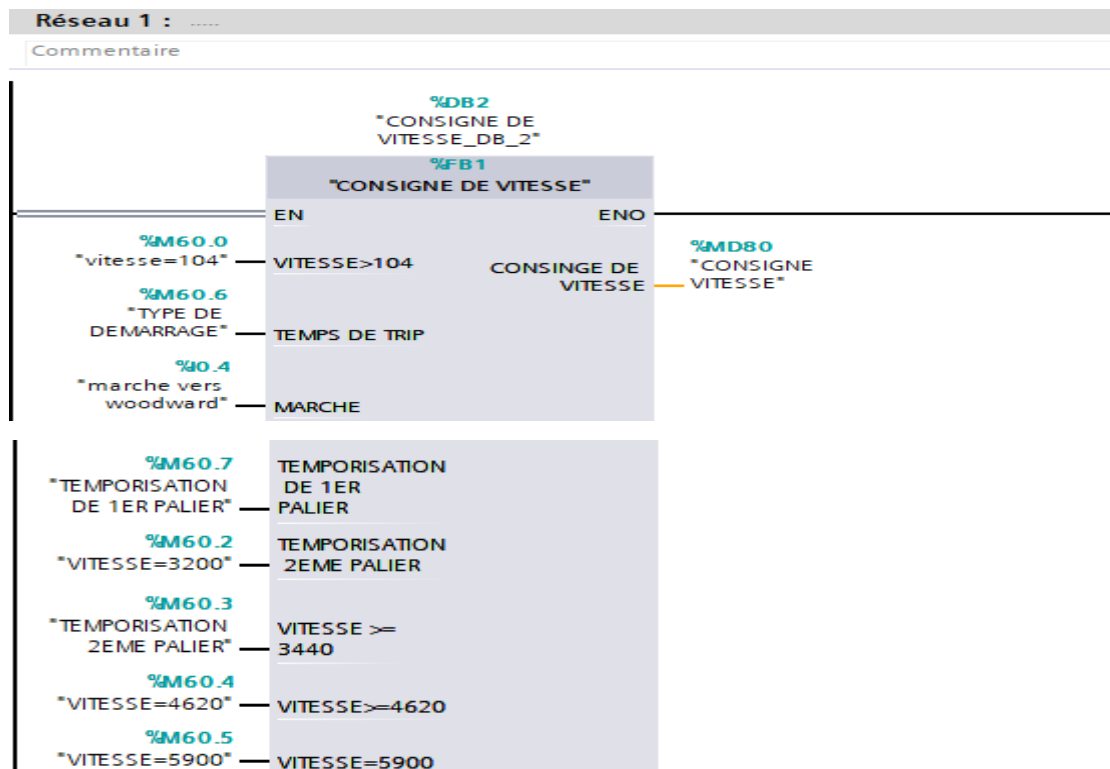 Réseau 1 : .....
Commentaire
%DB2
"CONSIGNE DE
VITESSE_DB_2"
%FB1
"CONSIGNE DE VITESSE"
EN ENO
%M60.0
"vitesse=104" VITESSE>104
%MD80
"CONSIGNE
VITESSE"
CONSINGE DE
VITESSE
%M60.6
"TYPE DE
DEMARRAGE" TEMPS DE TRIP
%I0.4
"marche vers
woodward" MARCHE
%M60.7
"TEMPORISATION
DE 1ER PALIER"
TEMPORISATION
DE 1ER
PALIER
%M60.2
"VITESSE=3200"
TEMPORISATION
2EME PALIER
%M60.3
"TEMPORISATION
2EME PALIER"
VITESSE >=
3440
%M60.4
"VITESSE=4620" VITESSE>=4620
%M60.5
"VITESSE=5900" VITESSE=5900